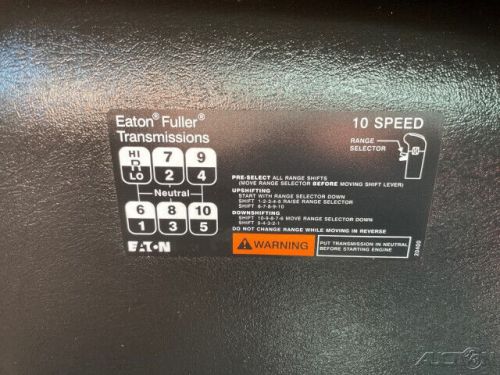 Eaton® Fuller®
Transmissions
10 SPEED
RANGE
SELECTOR
HI R LO 7 2 9 4
Neutral
6 1 8 3 10 5
EATON
PRE-SELECT ALL RANGE SHIFTS
(MOVE RANGE SELECTOR BEFORE MOVING SHIFT LEVER)
UPSHIFTING
START WITH RANGE SELECTOR DOWN
SHIFT 1-2-3-4-5 RAISE RANGE SELECTOR
SHIFT 6-7-8-9-10
DOWNSHIFTING
SHIFT 10-9-8-7-6 MOVE RANGE SELECTOR DOWN
SHIFT 5-4-3-2-1
DO NOT CHANGE RANGE WHILE MOVING IN REVERSE
WARNING
PUT TRANSMISSION IN NEUTRAL
BEFORE STARTING ENGINE